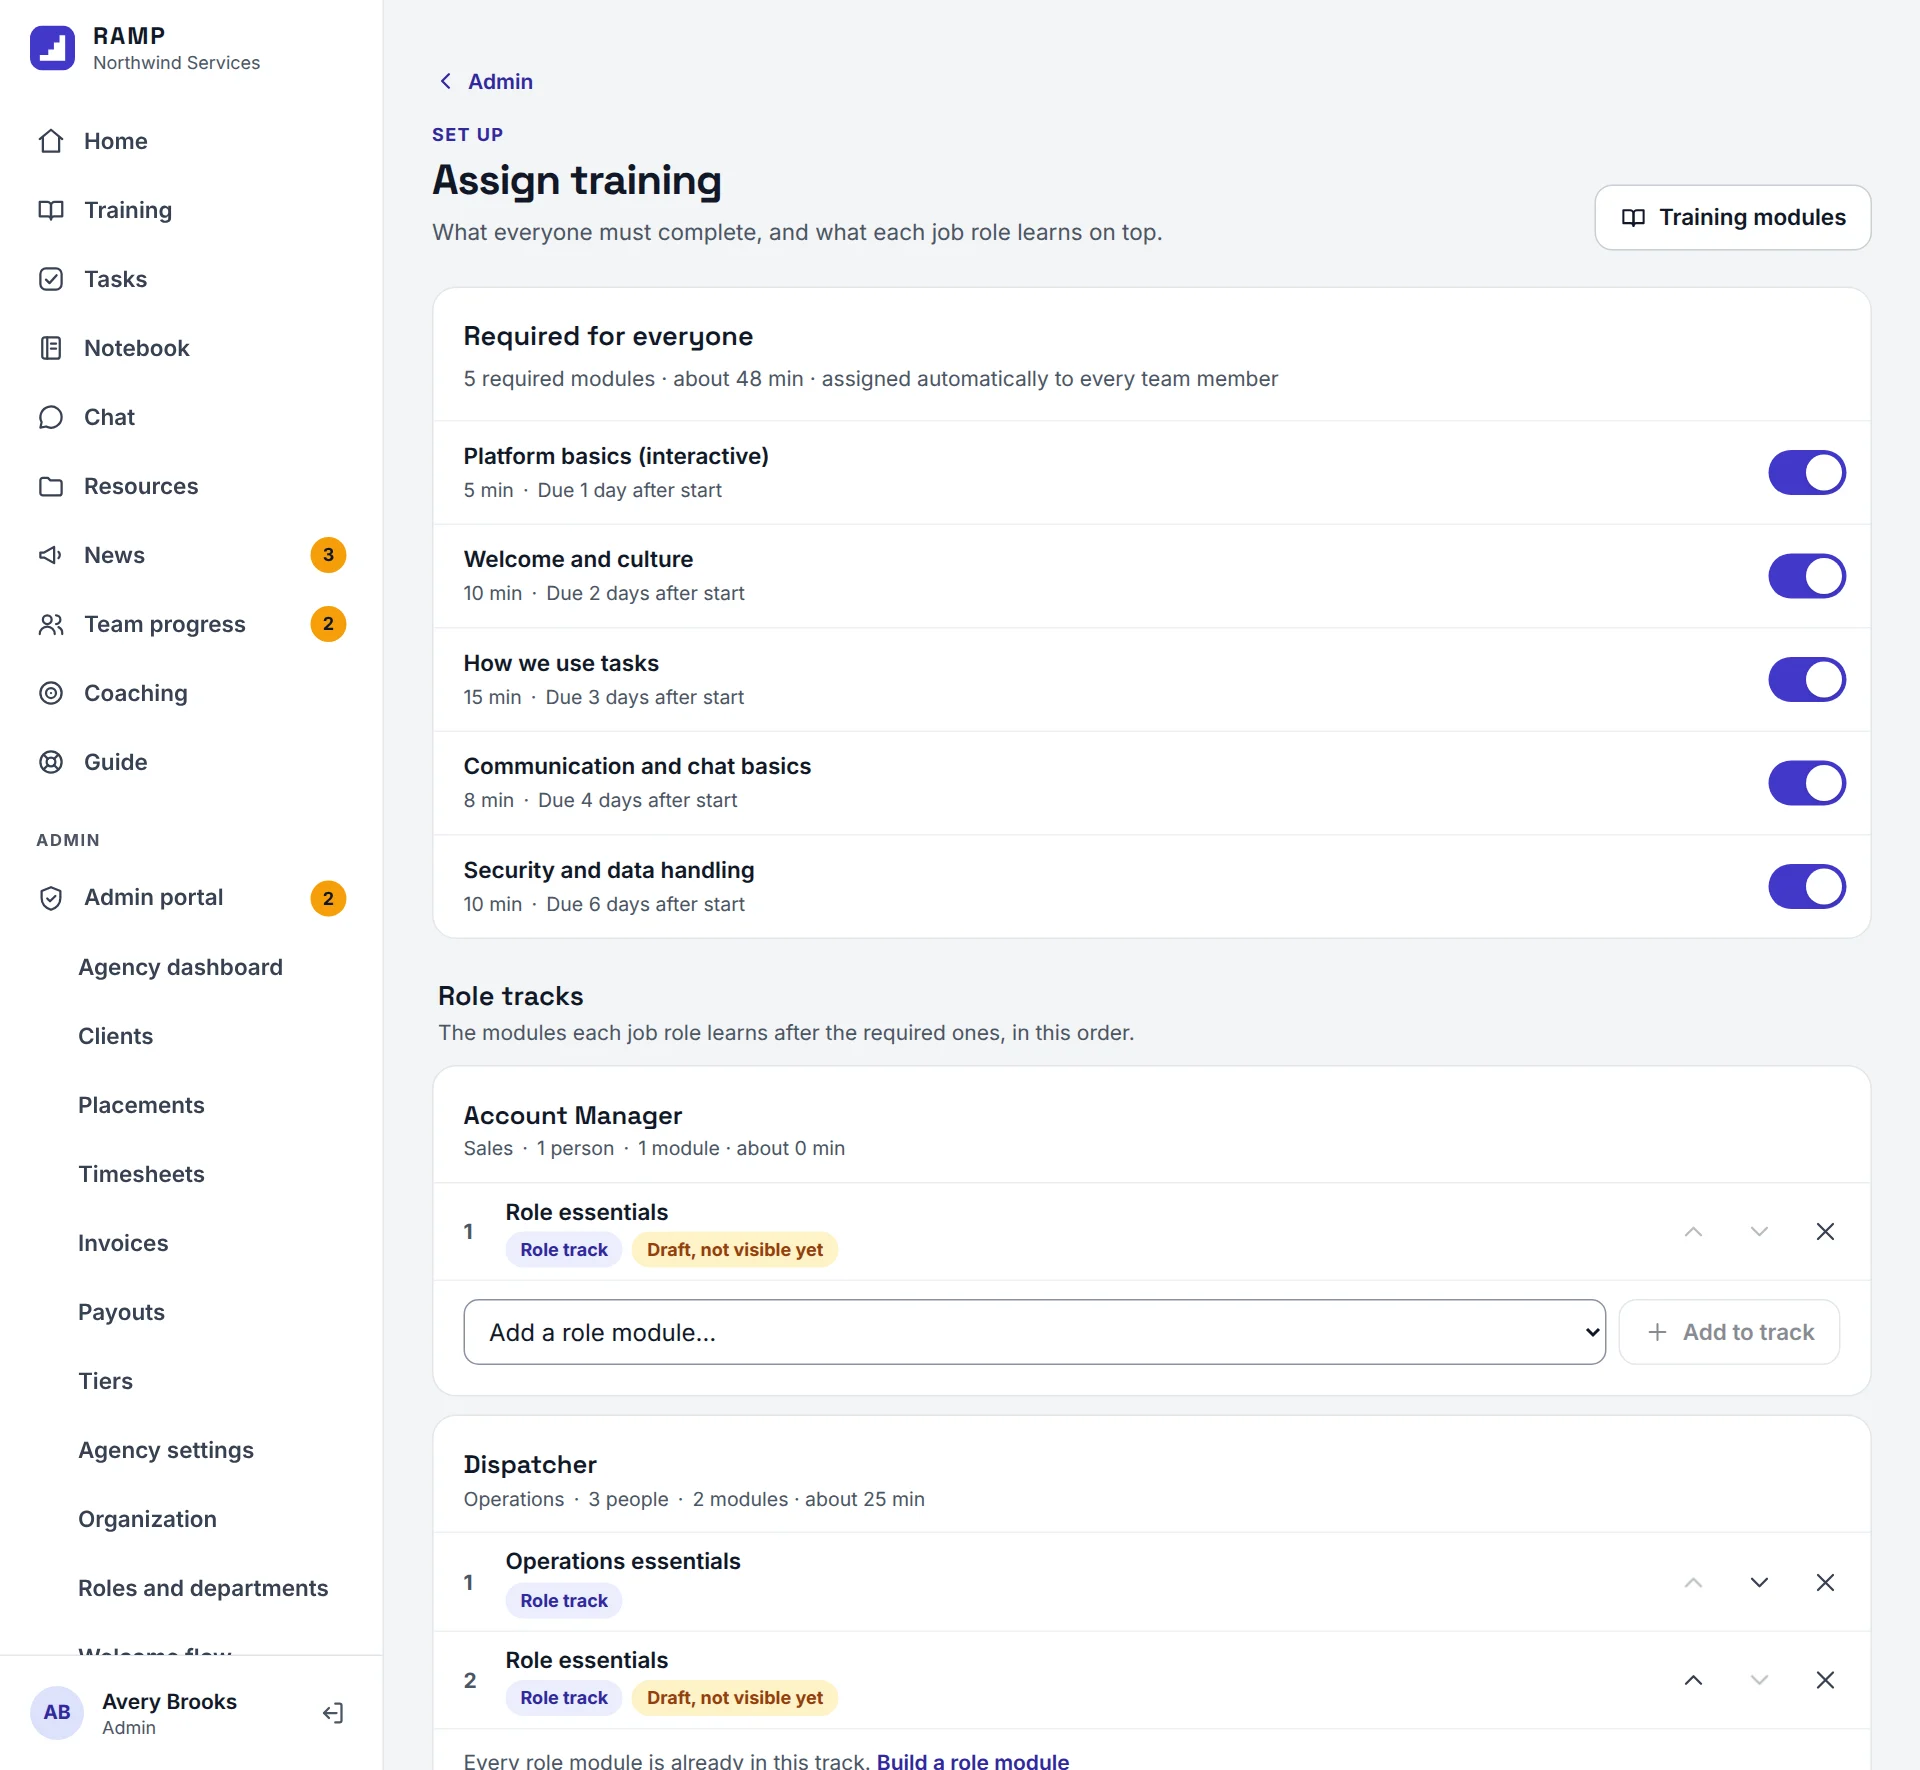 RAMP
Northwind Services
Home
Training
Tasks
Notebook
Chat
Resources
News 3
Team progress 2
Coaching
Guide
ADMIN
Admin portal 2
Agency dashboard
Clients
Placements
Timesheets
Invoices
Payouts
Tiers
Agency settings
Organization
Roles and departments
Welcome flow
AB
Avery Brooks
Admin
Admin
SET UP
Assign training
What everyone must complete, and what each job role learns on top.
Training modules
Required for everyone
5 required modules · about 48 min · assigned automatically to every team member
Platform basics (interactive)
5 min · Due 1 day after start
Welcome and culture
10 min · Due 2 days after start
How we use tasks
15 min · Due 3 days after start
Communication and chat basics
8 min · Due 4 days after start
Security and data handling
10 min · Due 6 days after start
Role tracks
The modules each job role learns after the required ones, in this order.
Account Manager
Sales · 1 person · 1 module · about 0 min
1 Role essentials
Role track Draft, not visible yet
Add a role module... Add to track
Dispatcher
Operations · 3 people · 2 modules · about 25 min
1 Operations essentials
Role track
2 Role essentials
Role track Draft, not visible yet
Every role module is already in this track. Build a role module